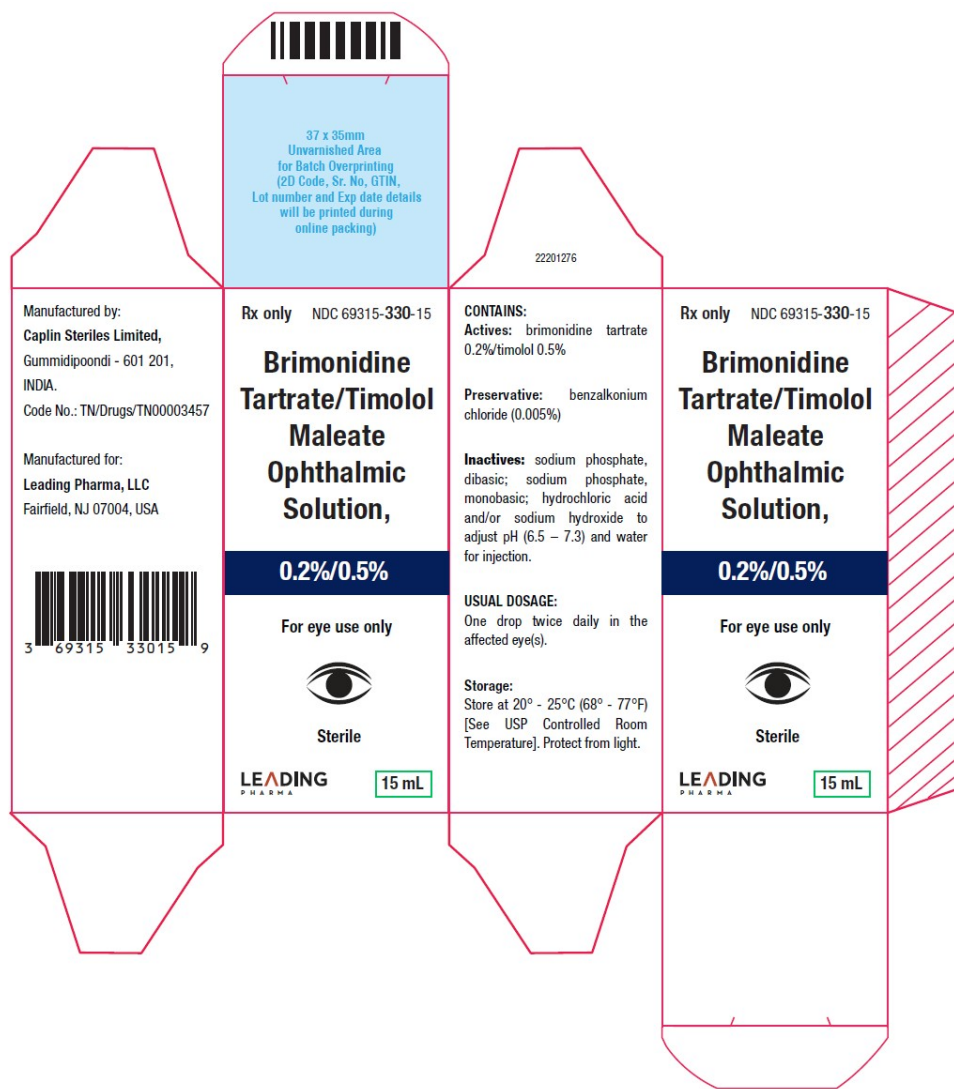 37 x 35mm
Unvarnished Area
for Batch Overprinting
(2D Code, Sr. No, GTIN,
Lot number and Exp date details
will be printed during
online packing)
22201276
Manufactured by:
Caplin Steriles Limited,
Gummidipoondi - 601 201,
INDIA.
Code No.: TN/Drugs/TN00003457
Manufactured for:
Leading Pharma, LLC
Fairfield, NJ 07004, USA
3 69315 33015 9
Rx only NDC 69315-330-15
Brimonidine
Tartrate/Timolol
Maleate
Ophthalmic
Solution,
0.2%/0.5%
For eye use only
Sterile
LEADING
PHARMA
15 mL
CONTAINS:
Actives: brimonidine tartrate
0.2%/timolol 0.5%
Preservative: benzalkonium
chloride (0.005%)
Inactives: sodium phosphate,
dibasic; sodium phosphate,
monobasic; hydrochloric acid
and/or sodium hydroxide to
adjust pH (6.5 – 7.3) and water
for injection.
USUAL DOSAGE:
One drop twice daily in the
affected eye(s).
Storage:
Store at 20° - 25°C (68° - 77°F)
[See USP Controlled Room
Temperature]. Protect from light.
Rx only NDC 69315-330-15
Brimonidine
Tartrate/Timolol
Maleate
Ophthalmic
Solution,
0.2%/0.5%
For eye use only
Sterile
LEADING
PHARMA
15 mL